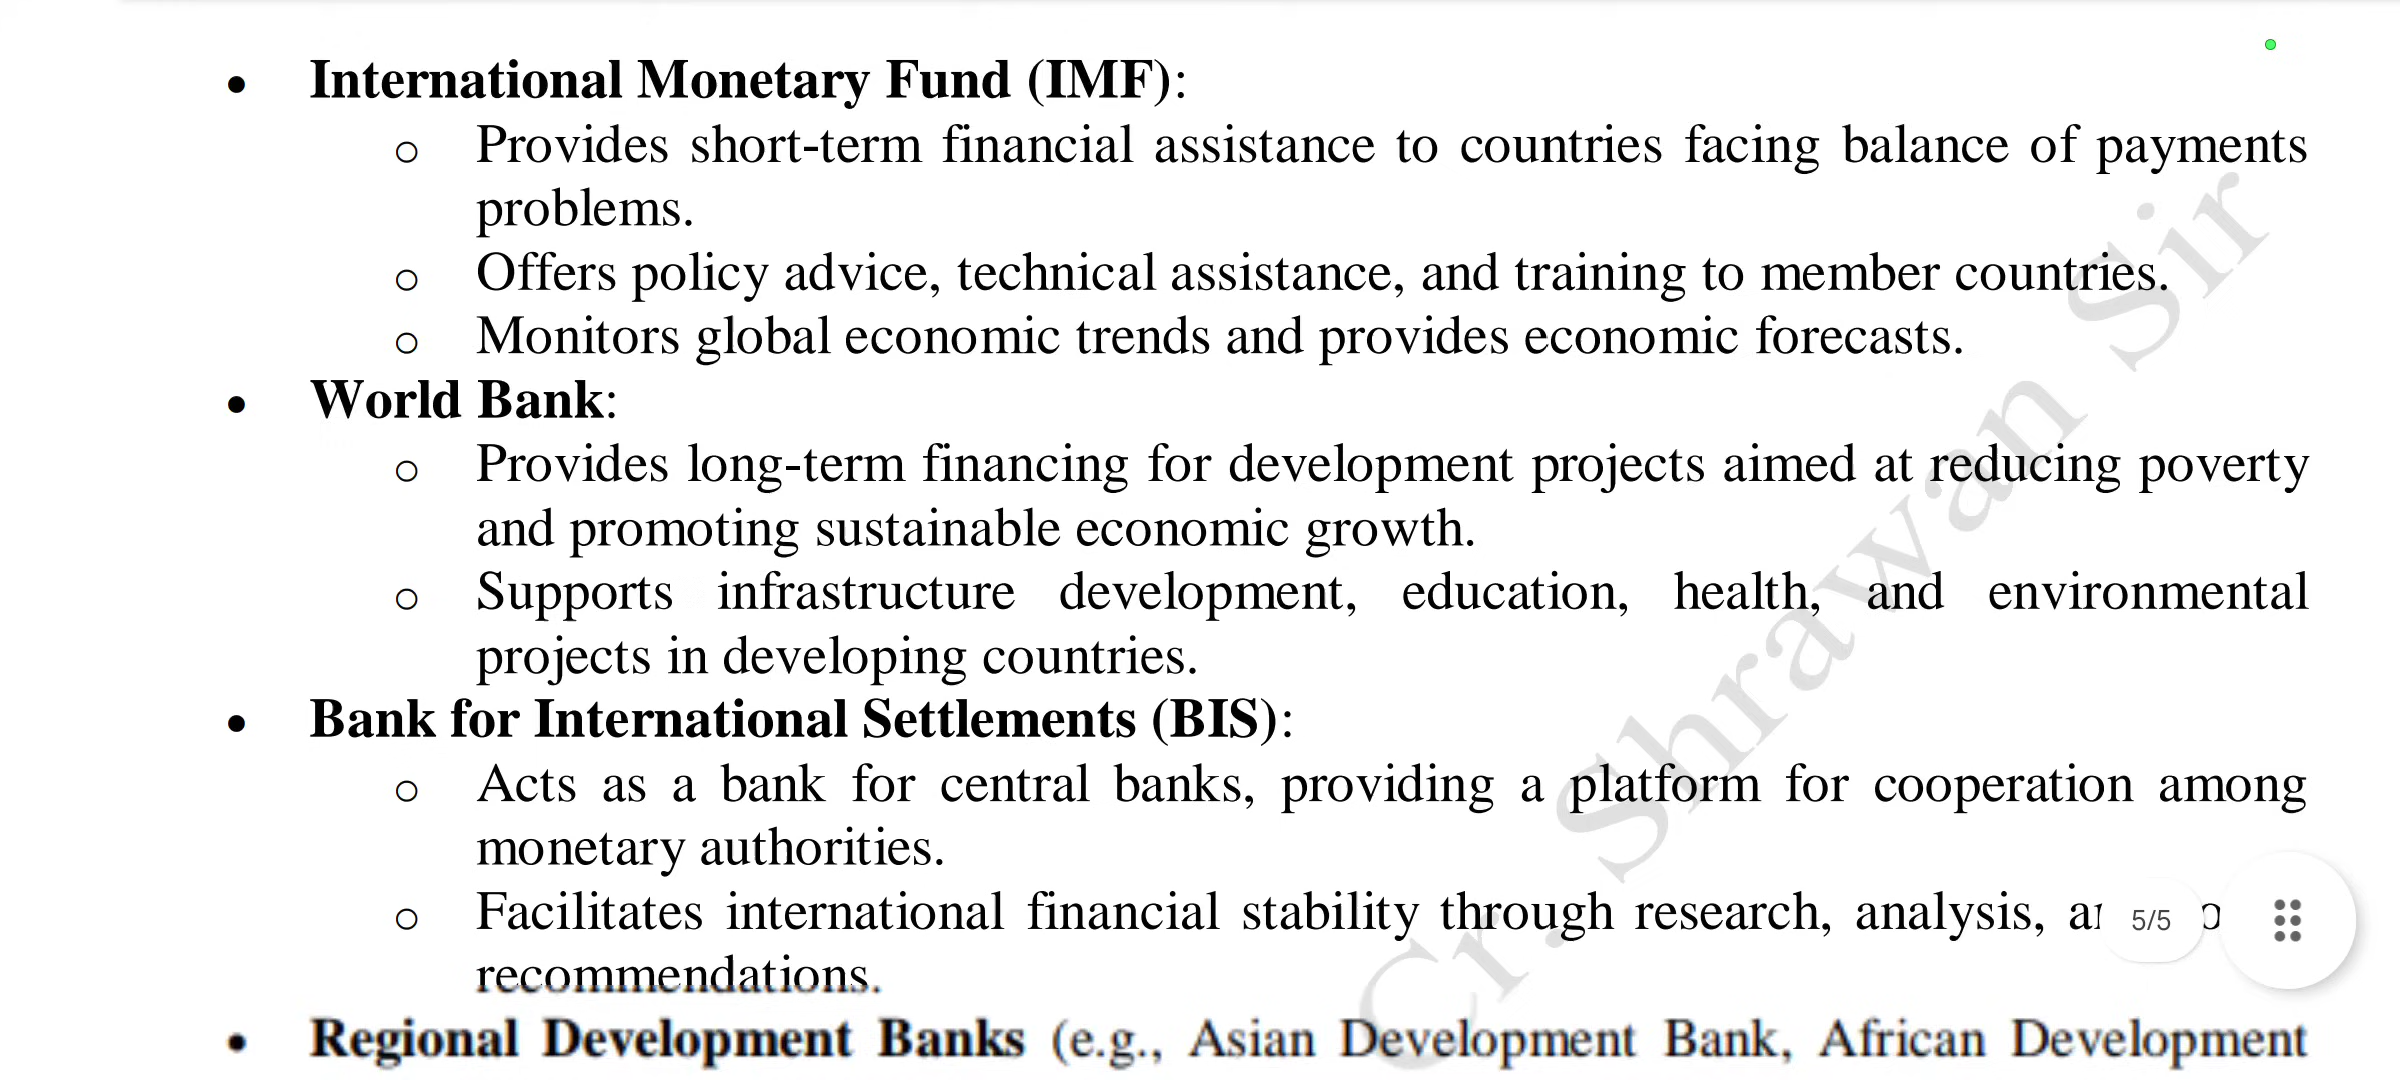 • International Monetary Fund (IMF):
o Provides short-term financial assistance to countries facing balance of payments
problems.
o Offers policy advice, technical assistance, and training to member countries.
o Monitors global economic trends and provides economic forecasts.
• World Bank:
o Provides long-term financing for development projects aimed at reducing poverty
and promoting sustainable economic growth.
o Supports infrastructure development, education, health, and environmental
projects in developing countries.
• Bank for International Settlements (BIS):
o Acts as a bank for central banks, providing a platform for cooperation among
monetary authorities.
o Facilitates international financial stability through research, analysis,
5/5
recommendations.
• Regional Development Banks (e.g., Asian Development Bank, African Development
Cr. Shrawan Sir